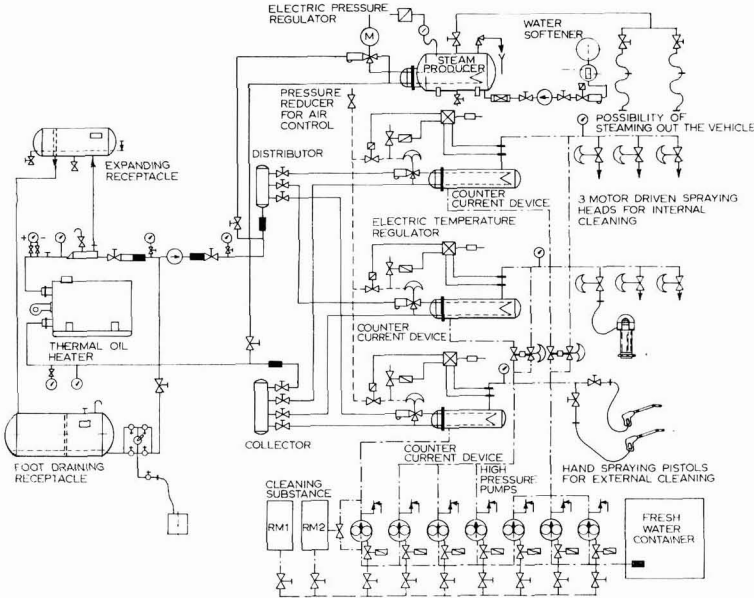 ELECTRIC PRESSURE
REGULATOR
M
STEAM
PRODUCER
WATER
SOFTENER
PRESSURE
REDUCER
FOR AIR
CONTROL
POSSIBILITY OF
STEAMING OUT THE VEHICLE
EXPANDING
RECEPTACLE
DISTRIBUTOR
COUNTER
CURRENT DEVICE
3 MOTOR DRIVEN SPRAYING
HEADS FOR INTERNAL
CLEANING
ELECTRIC TEMPERATURE
REGULATOR
+ -
THERMAL OIL
HEATER
COUNTER
CURRENT DEVICE
COLLECTOR
FOOT DRAINING
RECEPTACLE
COUNTER
CURRENT DEVICE
HIGH
PRESSURE
PUMPS
HAND SPRAYING PISTOLS
FOR EXTERNAL CLEANING
CLEANING
SUBSTANCE
RM1
RM2
FRESH
WATER
CONTAINER